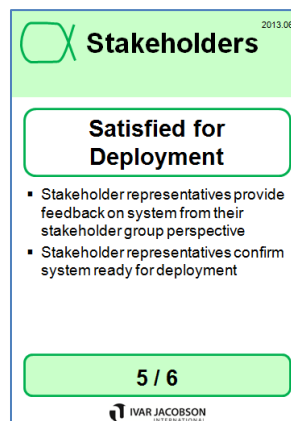 2013.06
Stakeholders
Satisfied for
Deployment
▪ Stakeholder representatives provide
feedback on system from their
stakeholder group perspective
▪ Stakeholder representatives confirm
system ready for deployment
5 / 6
IVAR JACOBSON
INTERNATIONAL